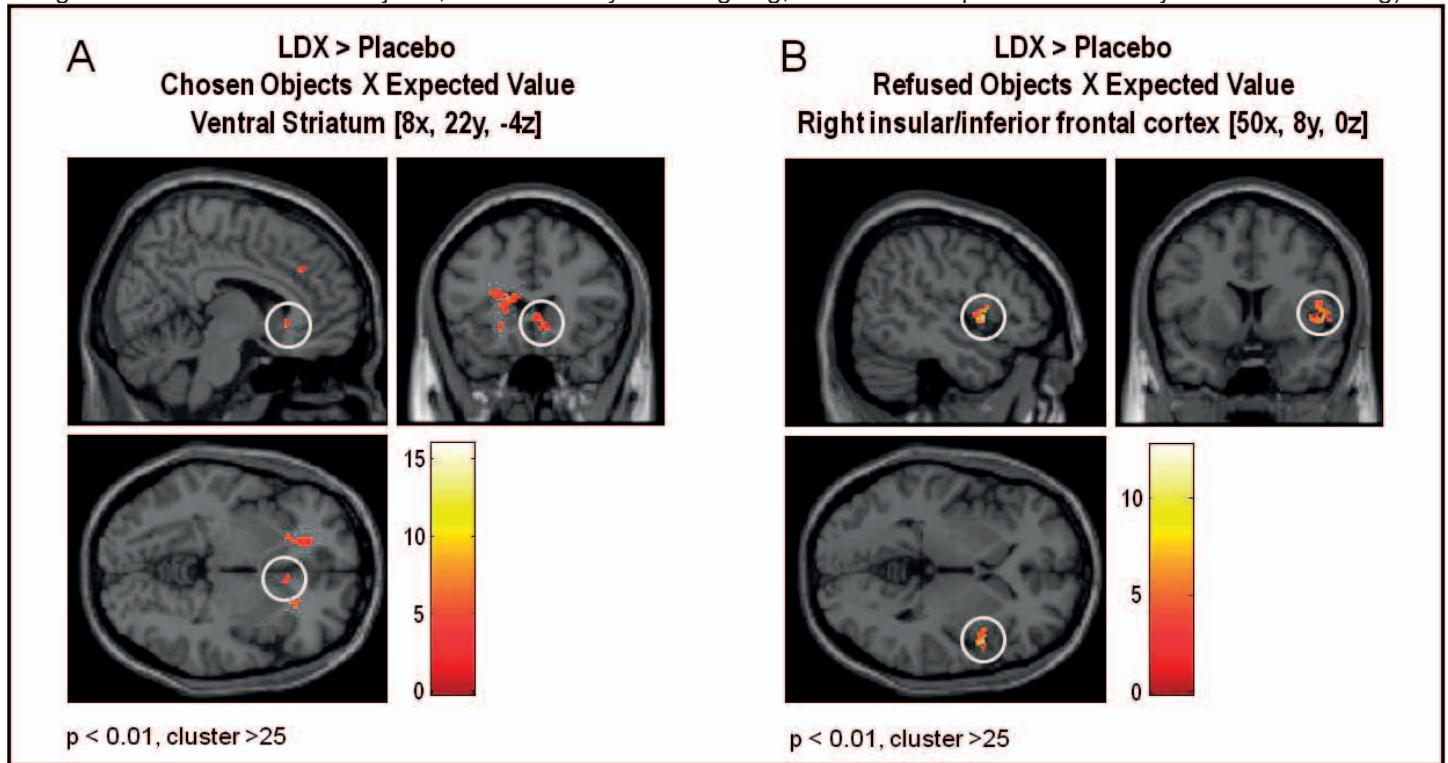 A
LDX > Placebo
Chosen Objects X Expected Value
Ventral Striatum [8x, 22y, -4z]
15
10
5
0
p < 0.01, cluster >25
B
LDX > Placebo
Refused Objects X Expected Value
Right insular/inferior frontal cortex [50x, 8y, 0z]
10
5
0
p < 0.01, cluster >25